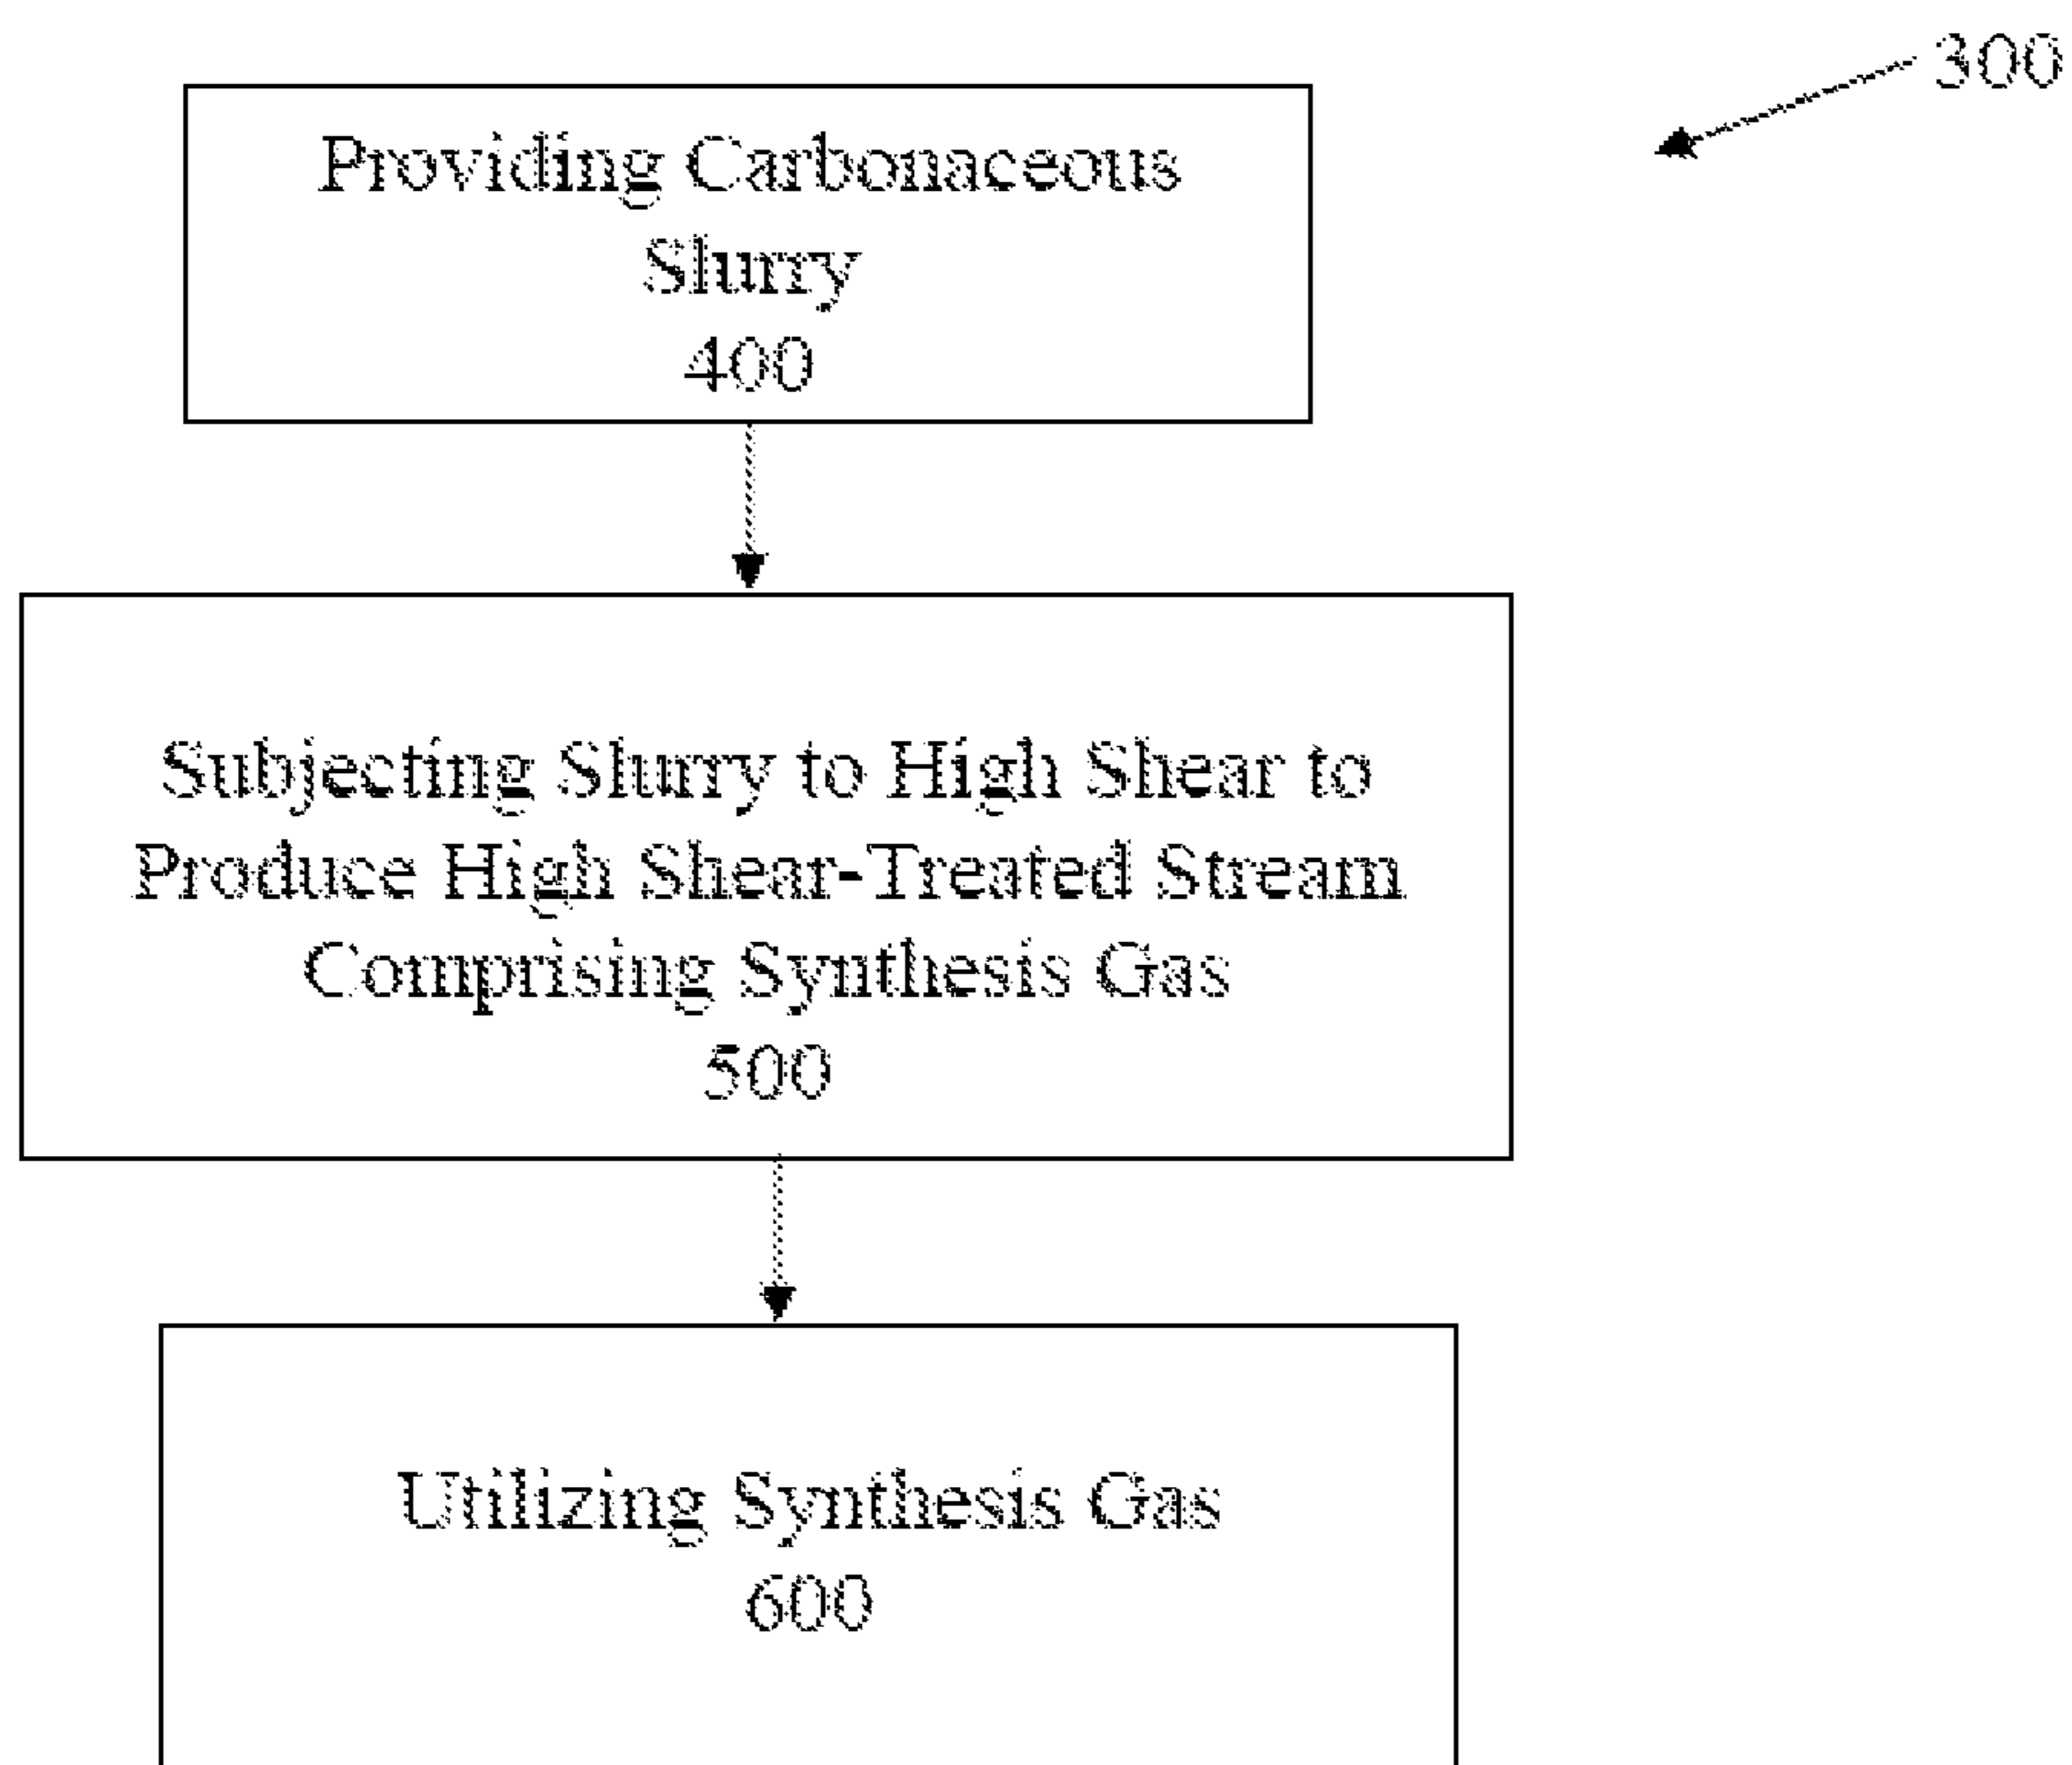 300
Providing Carbonaceous
Slurry
400
Subjecting Slurry to High Shear to
Produce High Shear-Treated Stream
Comprising Synthesis Gas
500
Utilizing Synthesis Gas
600